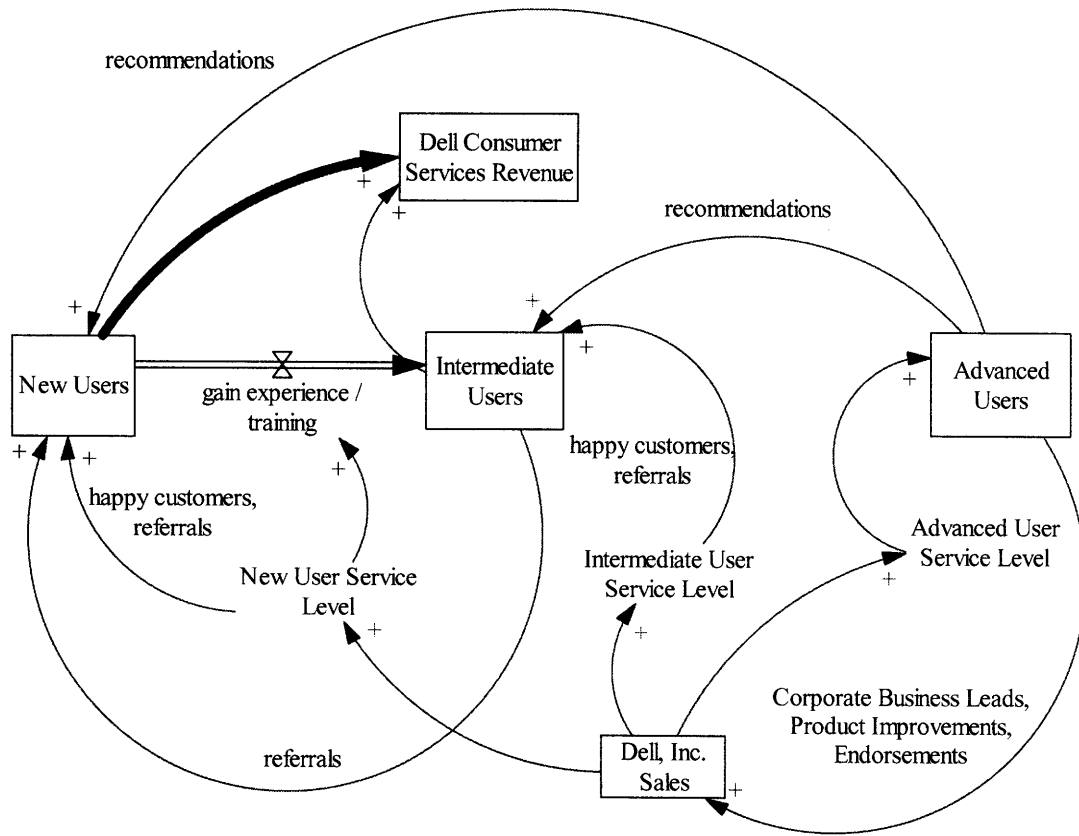 recommendations
Dell Consumer
Services Revenue
+
+
recommendations
+
+
New Users
Intermediate
Users
+
Advanced
Users
+
gain experience /
training
+
+
+
happy customers,
referrals
happy customers,
referrals
New User Service
Level
+
Intermediate User
Service Level
+
Advanced User
Service Level
+
referrals
Corporate Business Leads,
Product Improvements,
Endorsements
Dell, Inc.
Sales
+